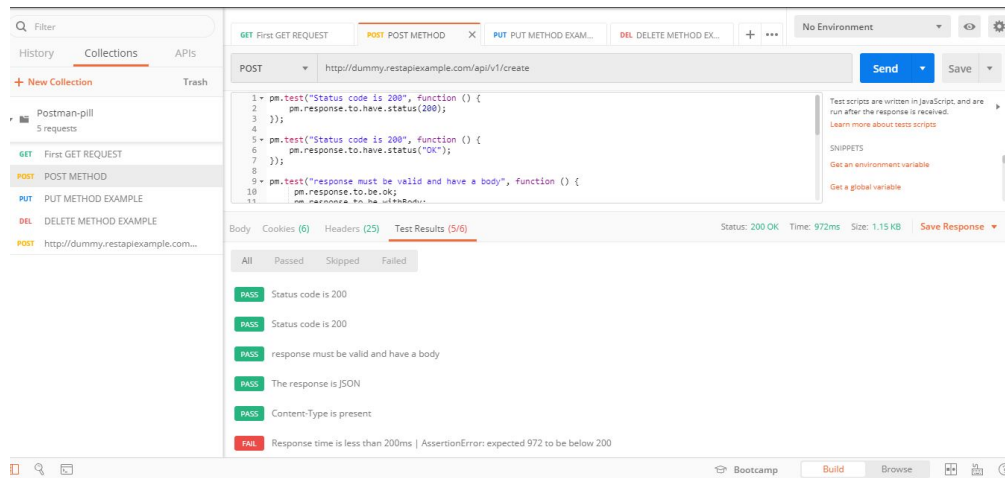 Filter
History Collections APIs
+ New Collection Trash
Postman-pill
5 requests
GET First GET REQUEST
POST POST METHOD
PUT PUT METHOD EXAMPLE
DEL DELETE METHOD EXAMPLE
POST http://dummy.restapiexample.com...
GET First GET REQUEST POST POST METHOD X PUT PUT METHOD EXAM... DEL DELETE METHOD EX... + ...
No Environment
POST http://dummy.restapiexample.com/api/v1/create Send Save
1 pm.test("Status code is 200", function () {
2 pm.response.to.have.status(200);
3 });
4
5 pm.test("Status code is 200", function () {
6 pm.response.to.have.status("OK");
7 });
8
9 pm.test("response must be valid and have a body", function () {
10 pm.response.to.be.ok;
11 pm.response.to.be.withBody;
Test scripts are written in JavaScript, and are
run after the response is received.
Learn more about tests scripts
SNIPPETS
Get an environment variable
Get a global variable
Body Cookies (6) Headers (25) Test Results (5/6) Status: 200 OK Time: 972ms Size: 1.15 KB Save Response
All Passed Skipped Failed
PASS Status code is 200
PASS Status code is 200
PASS response must be valid and have a body
PASS The response is JSON
PASS Content-Type is present
FAIL Response time is less than 200ms | AssertionError: expected 972 to be below 200
Bootcamp Build Browse